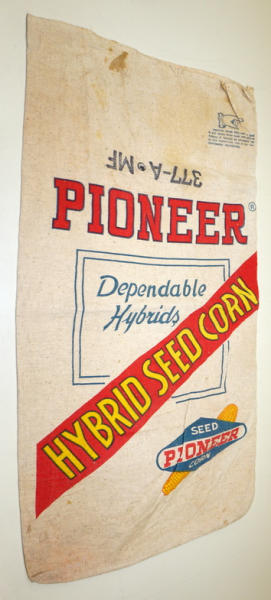 377-A•MF
PIONEER®
Dependable
Hybrids
HYBRID SEED CORN
SEED
PIONEER
CORN